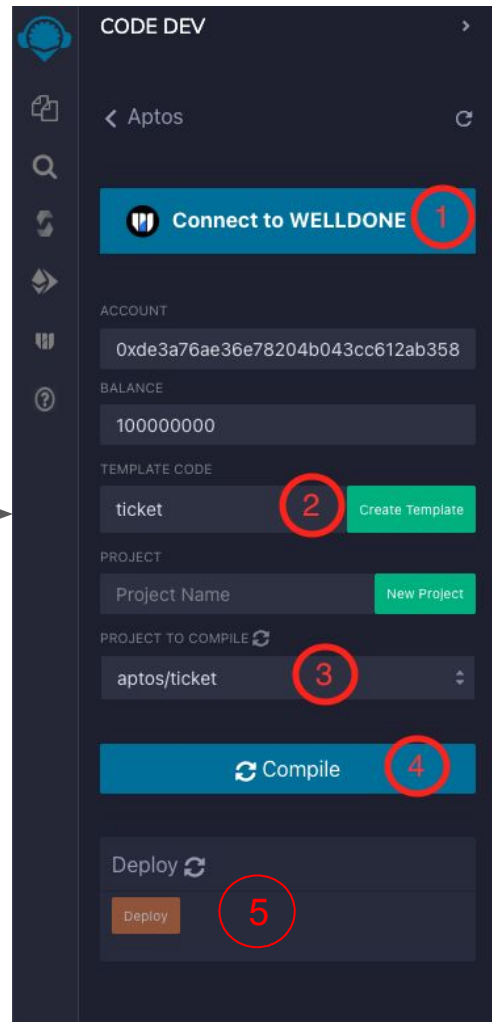 CODE DEV
Aptos
Connect to WELLDONE 1
ACCOUNT
0xde3a76ae36e78204b043cc612ab358
BALANCE
100000000
TEMPLATE CODE
ticket 2 Create Template
PROJECT
Project Name New Project
PROJECT TO COMPILE
aptos/ticket 3
Compile 4
Deploy
Deploy 5